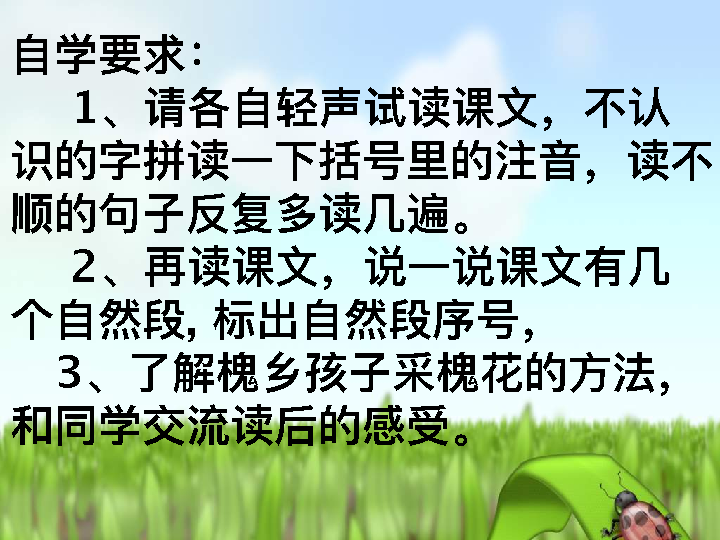 自学要求：
1、请各自轻声试读课文，不认
识的字拼读一下括号里的注音，读不
顺的句子反复多读几遍。
2、再读课文，说一说课文有几
个自然段，标出自然段序号，
3、了解槐乡孩子采槐花的方法，
和同学交流读后的感受。